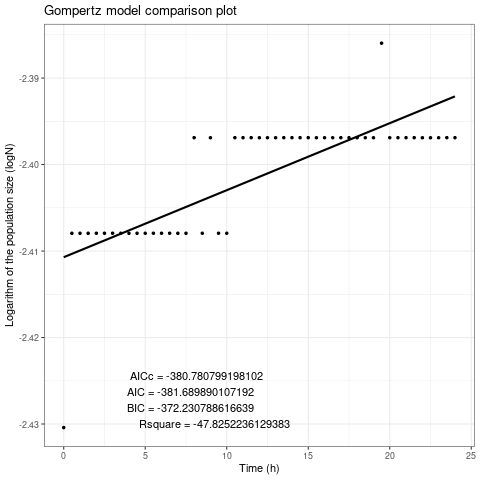 Gompertz model comparison plot
Logarithm of the population size (logN)
-2.39
-2.40
-2.41
-2.42
-2.43
AICc = -380.780799198102
AIC = -381.689890107192
BIC = -372.230788616639
Rsquare = -47.8252236129383
0 5 10 15 20 25
Time (h)